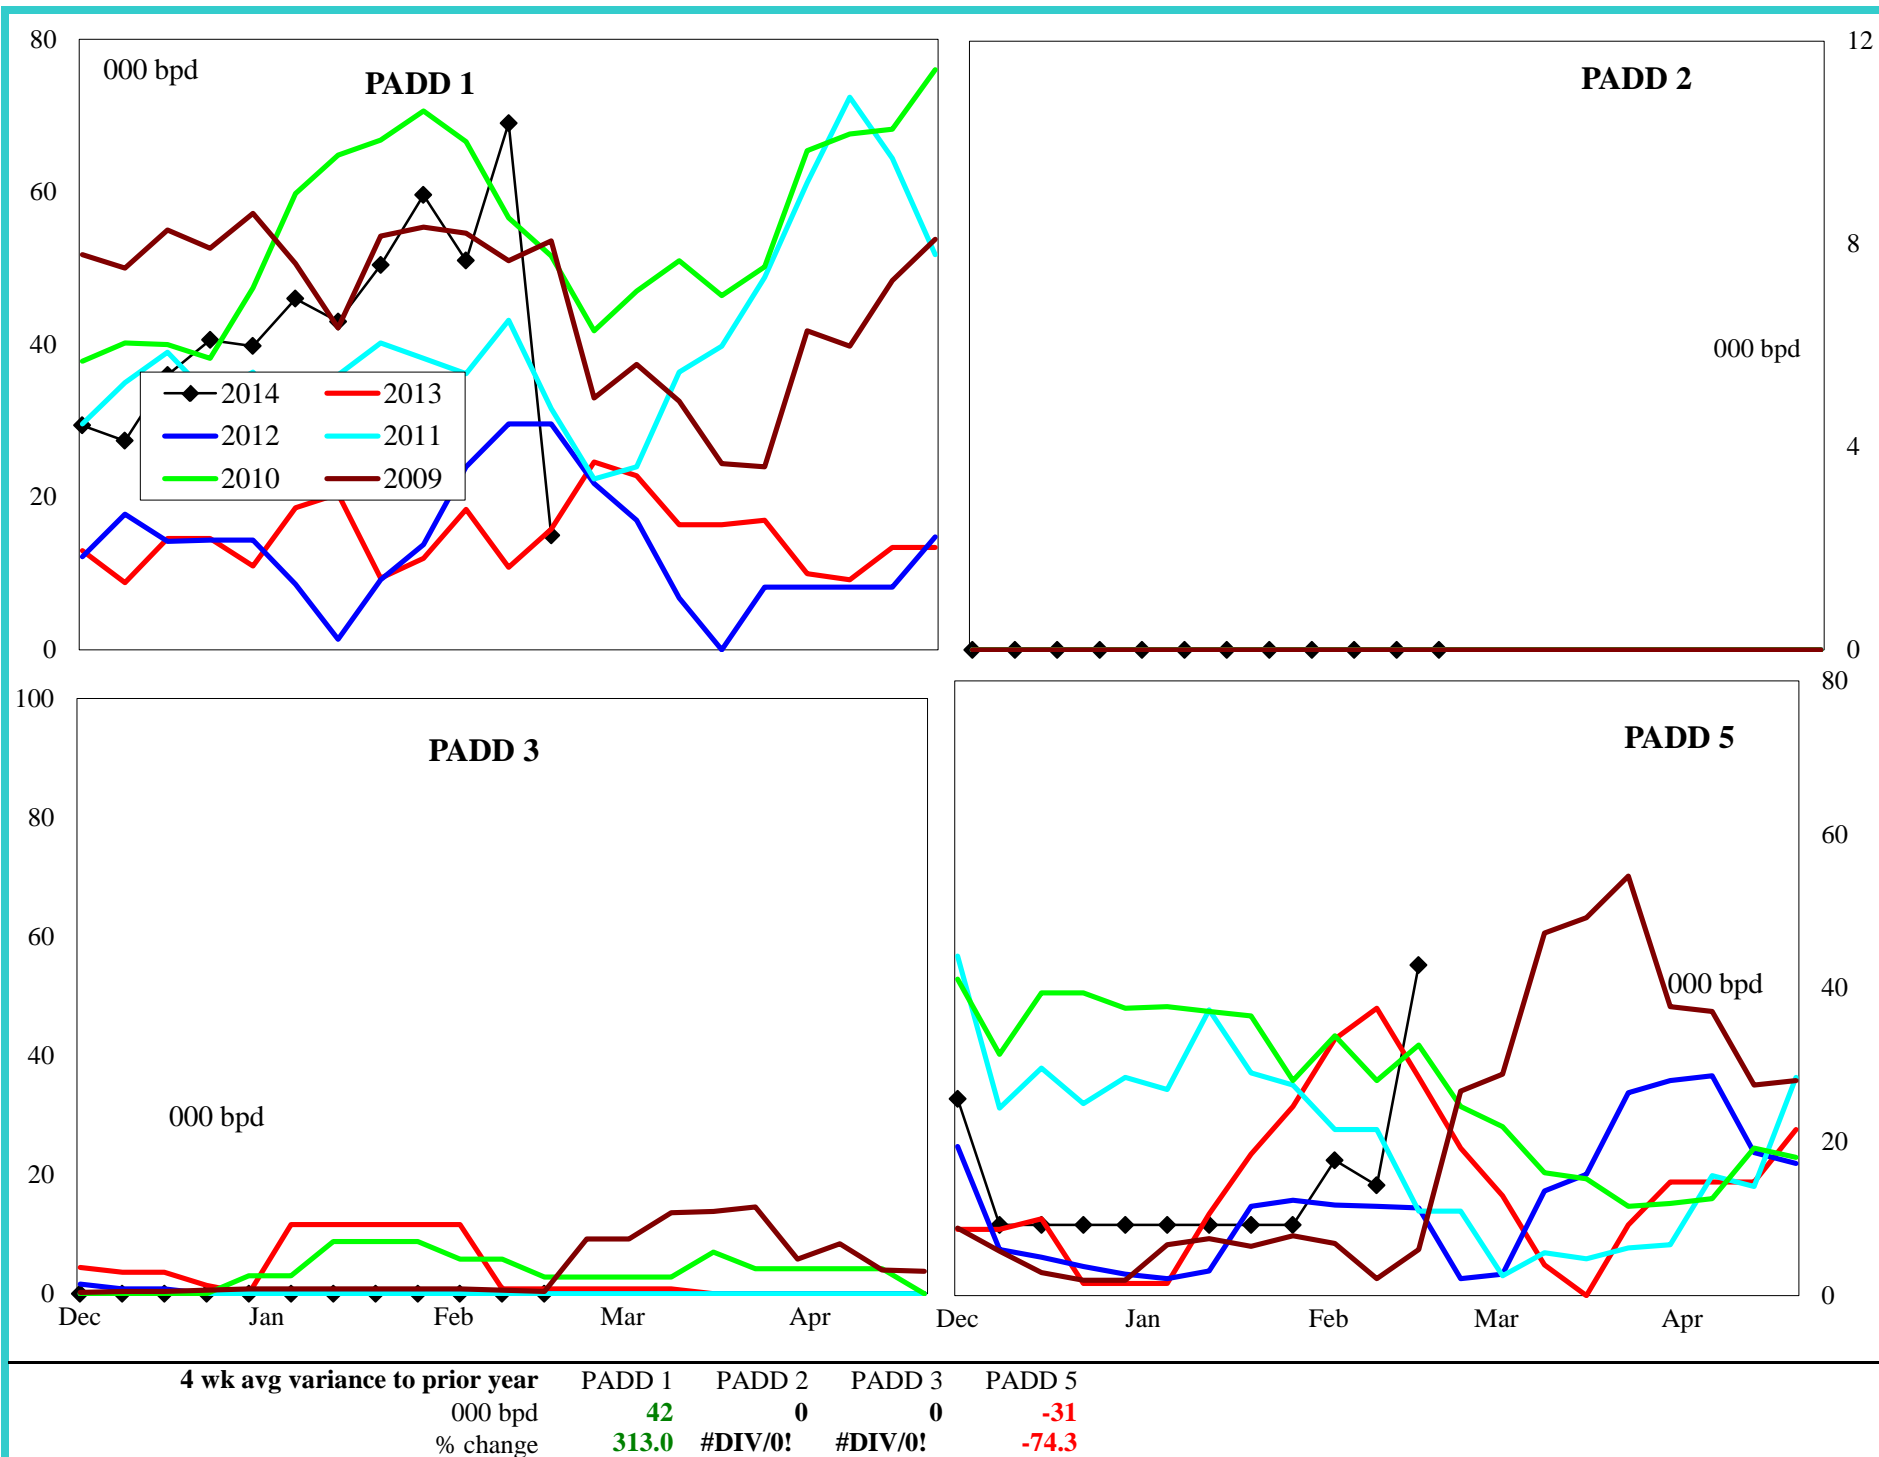 80
000 bpd
PADD 1
60
40
20
0
2014
2013
2012
2011
2010
2009
12
PADD 2
8
000 bpd
4
0
100
PADD 3
80
60
40
000 bpd
20
0
Dec Jan Feb Mar Apr
80
PADD 5
60
000 bpd
40
20
0
Dec Jan Feb Mar Apr
4 wk avg variance to prior year PADD 1 PADD 2 PADD 3 PADD 5
000 bpd 42 0 0 -31
% change 313.0 #DIV/0! #DIV/0! -74.3